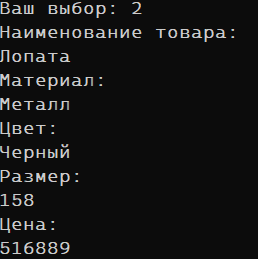 Ваш выбор: 2
Наименование товара:
Лопата
Материал:
Металл
Цвет:
Черный
Размер:
158
Цена:
516889